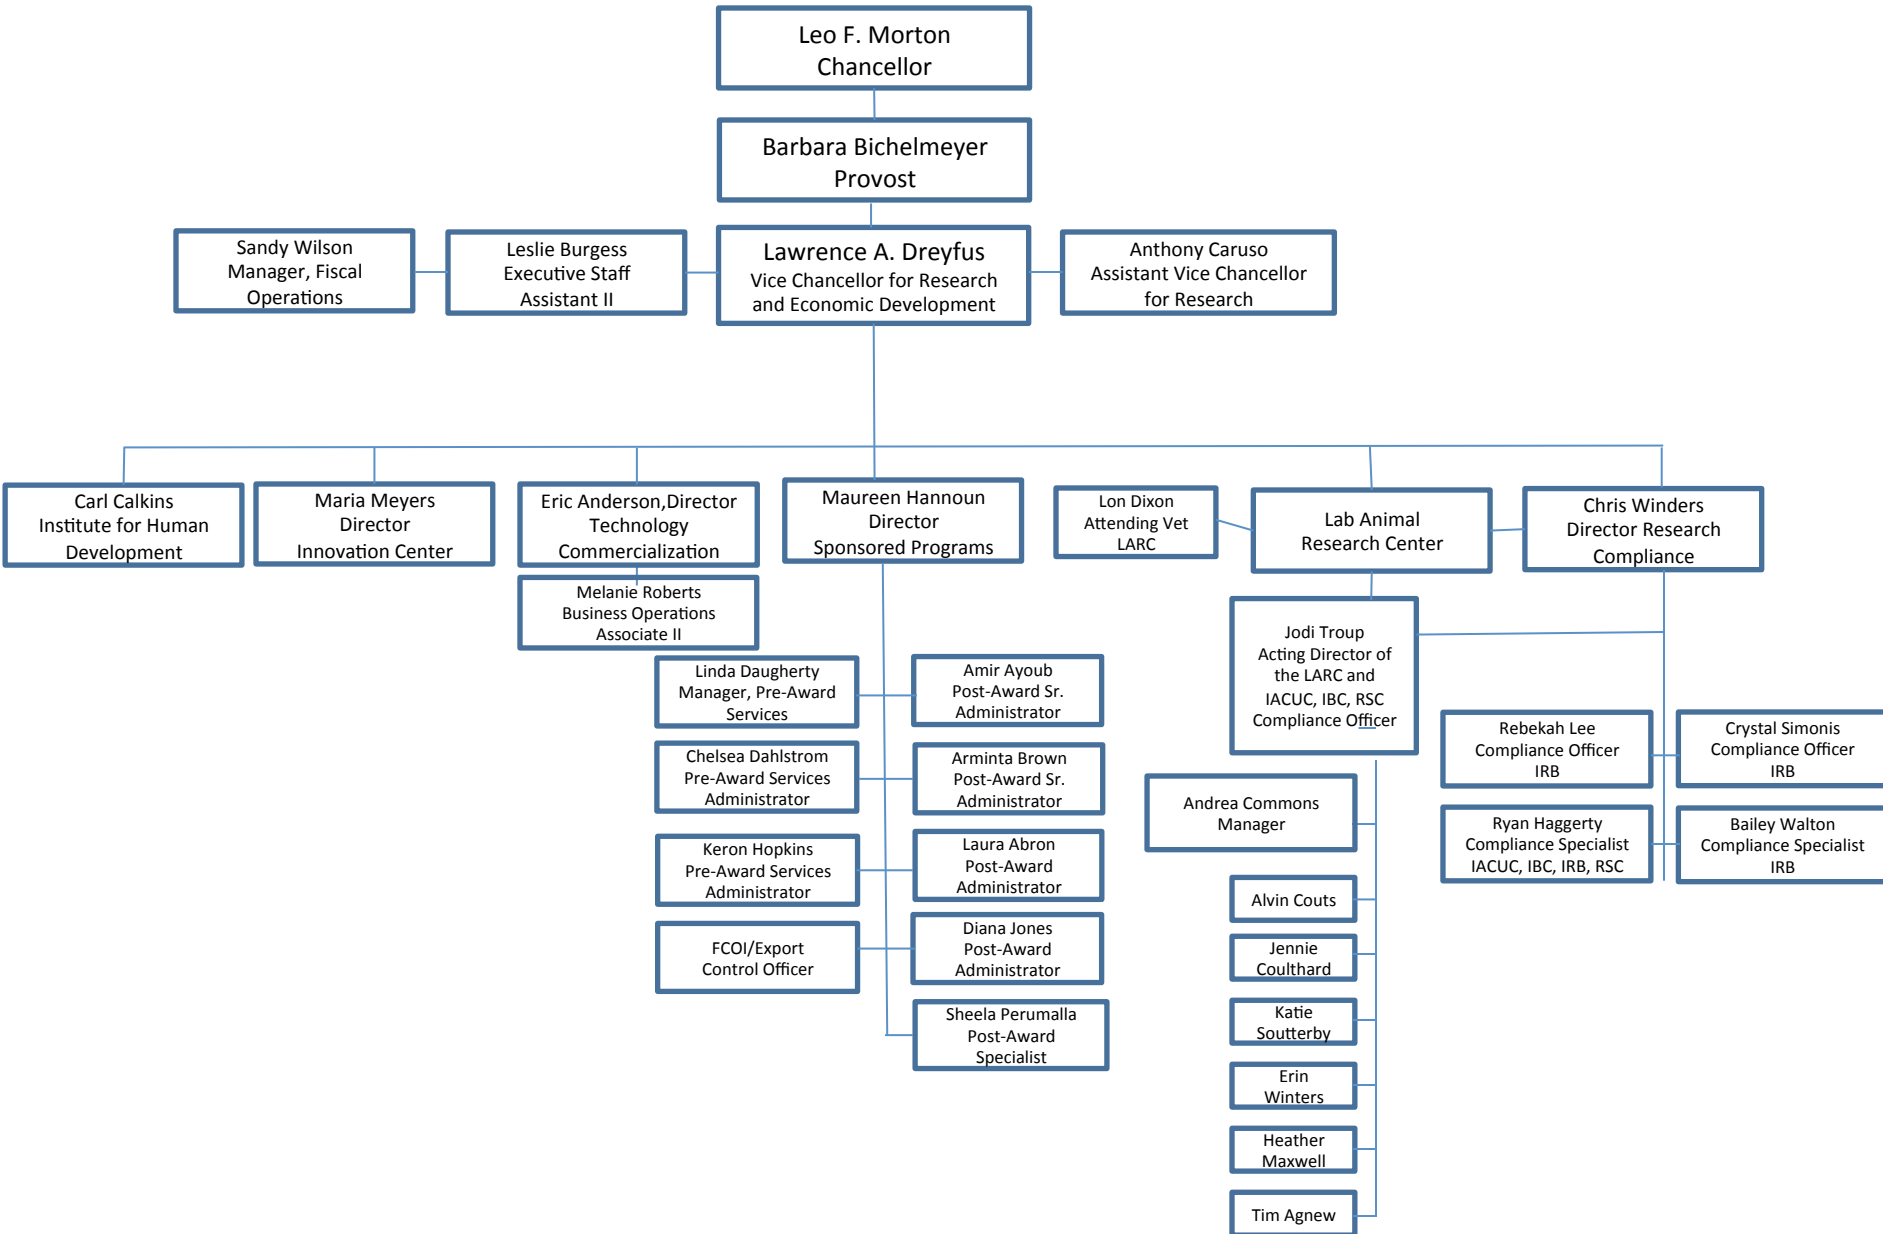 Leo F. Morton
Chancellor
Barbara Bichelmeyer
Provost
Sandy Wilson
Manager, Fiscal
Operations
Leslie Burgess
Executive Staff
Assistant II
Lawrence A. Dreyfus
Vice Chancellor for Research
and Economic Development
Anthony Caruso
Assistant Vice Chancellor
for Research
Carl Calkins
Institute for Human
Development
Maria Meyers
Director
Innovation Center
Eric Anderson,Director
Technology
Commercialization
Melanie Roberts
Business Operations
Associate II
Maureen Hannoun
Director
Sponsored Programs
Lon Dixon
Attending Vet
LARC
Lab Animal
Research Center
Chris Winders
Director Research
Compliance
Linda Daugherty
Manager, Pre-Award
Services
Amir Ayoub
Post-Award Sr.
Administrator
Chelsea Dahlstrom
Pre-Award Services
Administrator
Arminta Brown
Post-Award Sr.
Administrator
Keron Hopkins
Pre-Award Services
Administrator
Laura Abron
Post-Award
Administrator
FCOI/Export
Control Officer
Diana Jones
Post-Award
Administrator
Sheela Perumalla
Post-Award
Specialist
Jodi Troup
Acting Director of
the LARC and
IACUC, IBC, RSC
Compliance Officer
Andrea Commons
Manager
Alvin Couts
Jennie
Coulthard
Katie
Soutterby
Erin
Winters
Heather
Maxwell
Tim Agnew
Rebekah Lee
Compliance Officer
IRB
Crystal Simonis
Compliance Officer
IRB
Ryan Haggerty
Compliance Specialist
IACUC, IBC, IRB, RSC
Bailey Walton
Compliance Specialist
IRB